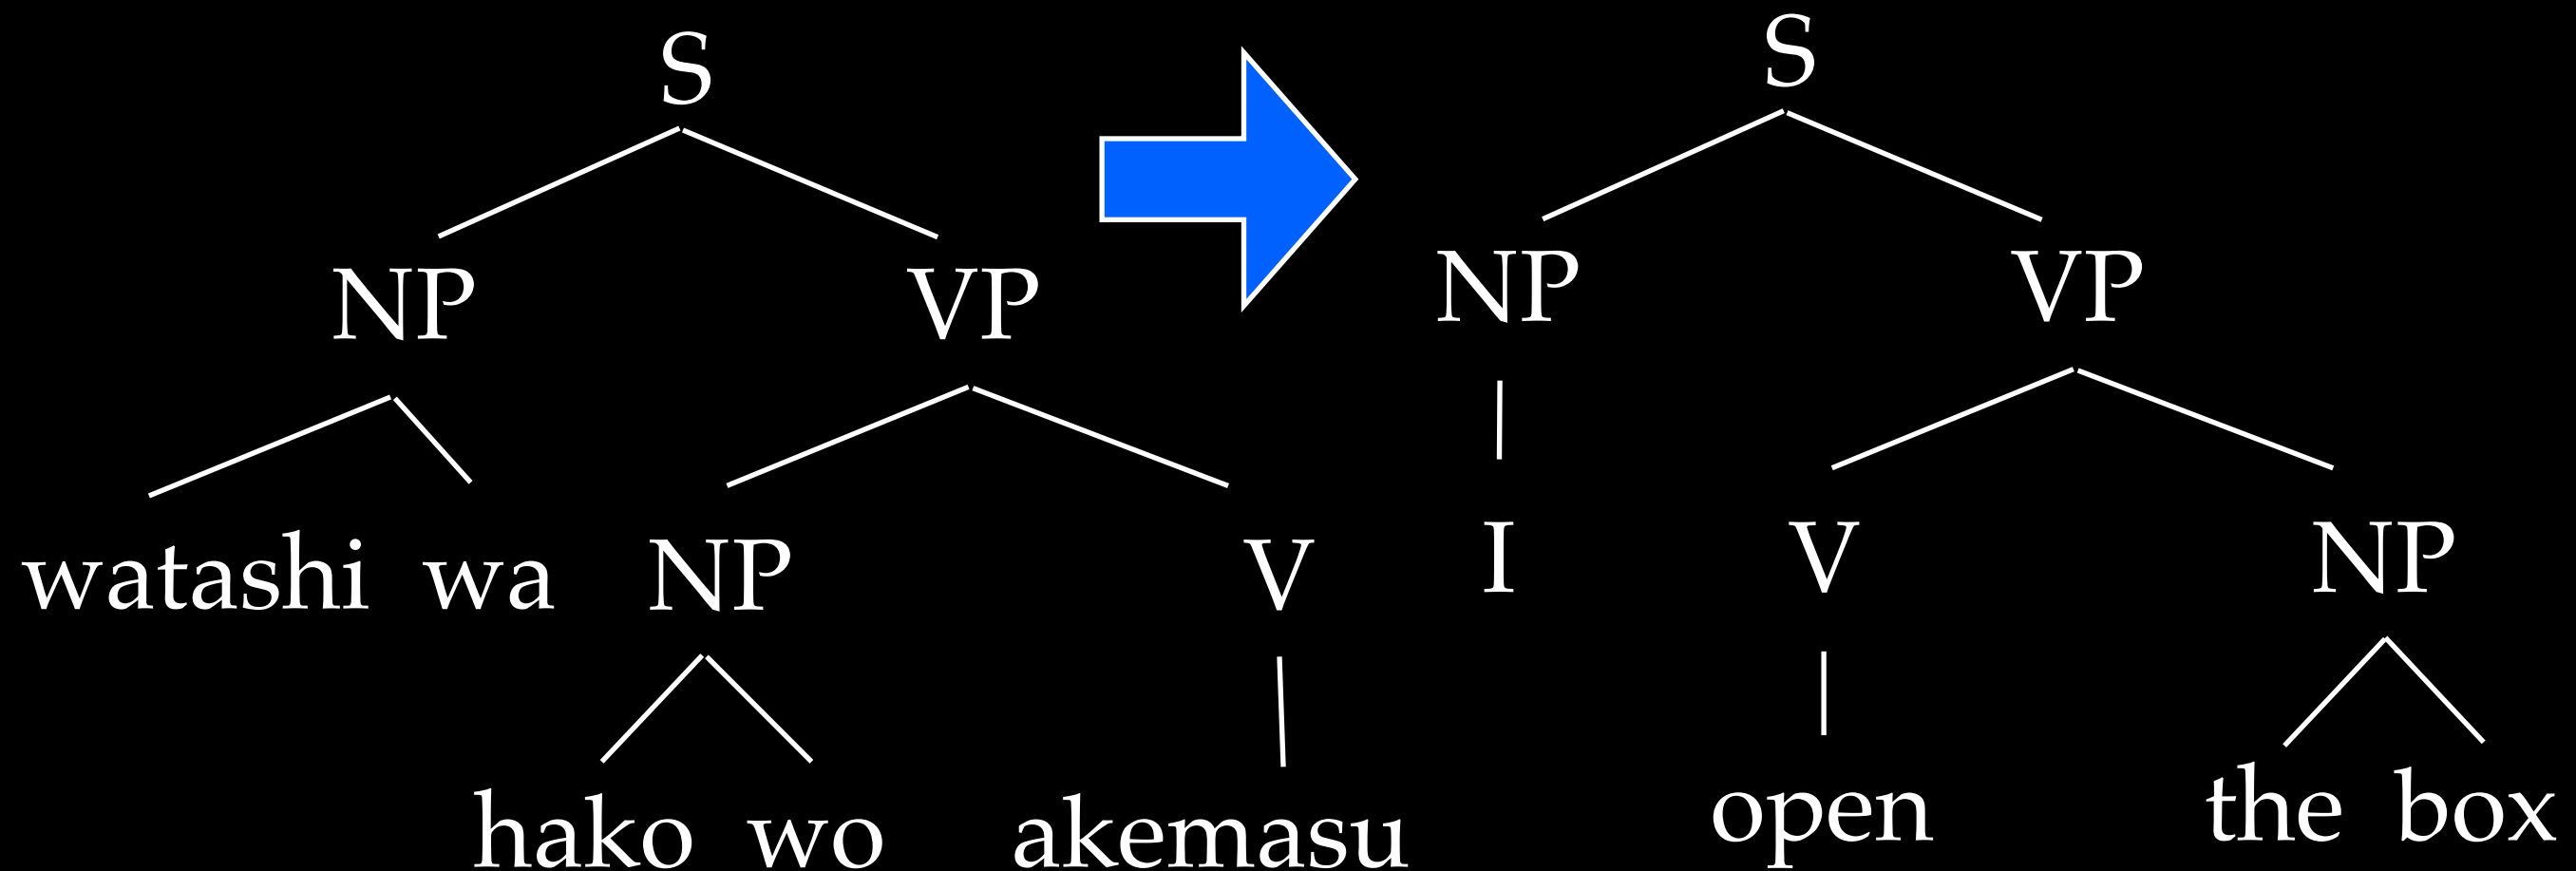 S S
NP VP NP VP
watashi wa NP V I V NP
hako wo akemasu open the box